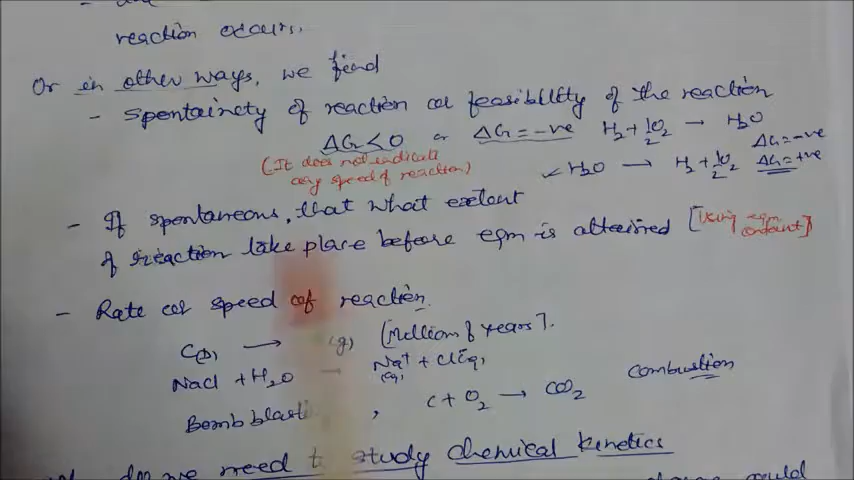 reaction occurs.
Or in other ways, we find
- spontainety of reaction or feasibility of the reaction
ΔG < 0 or ΔG = -ve H2 + 1/2 O2 → H2O ΔG = -ve
(It does not indicate any speed of reaction) H2O → H2 + 1/2 O2 ΔG = +ve
- If spontaneous, that what extent
of reaction take place before eqm is attained [Using eqm constant]
- Rate or speed of reaction.
C(s) → (g) [Million of years].
NaCl + H2O → Na+ (aq) + Cl-(aq)
Bomb blast , C + O2 → CO2 combustion
we need study chemical kinetics